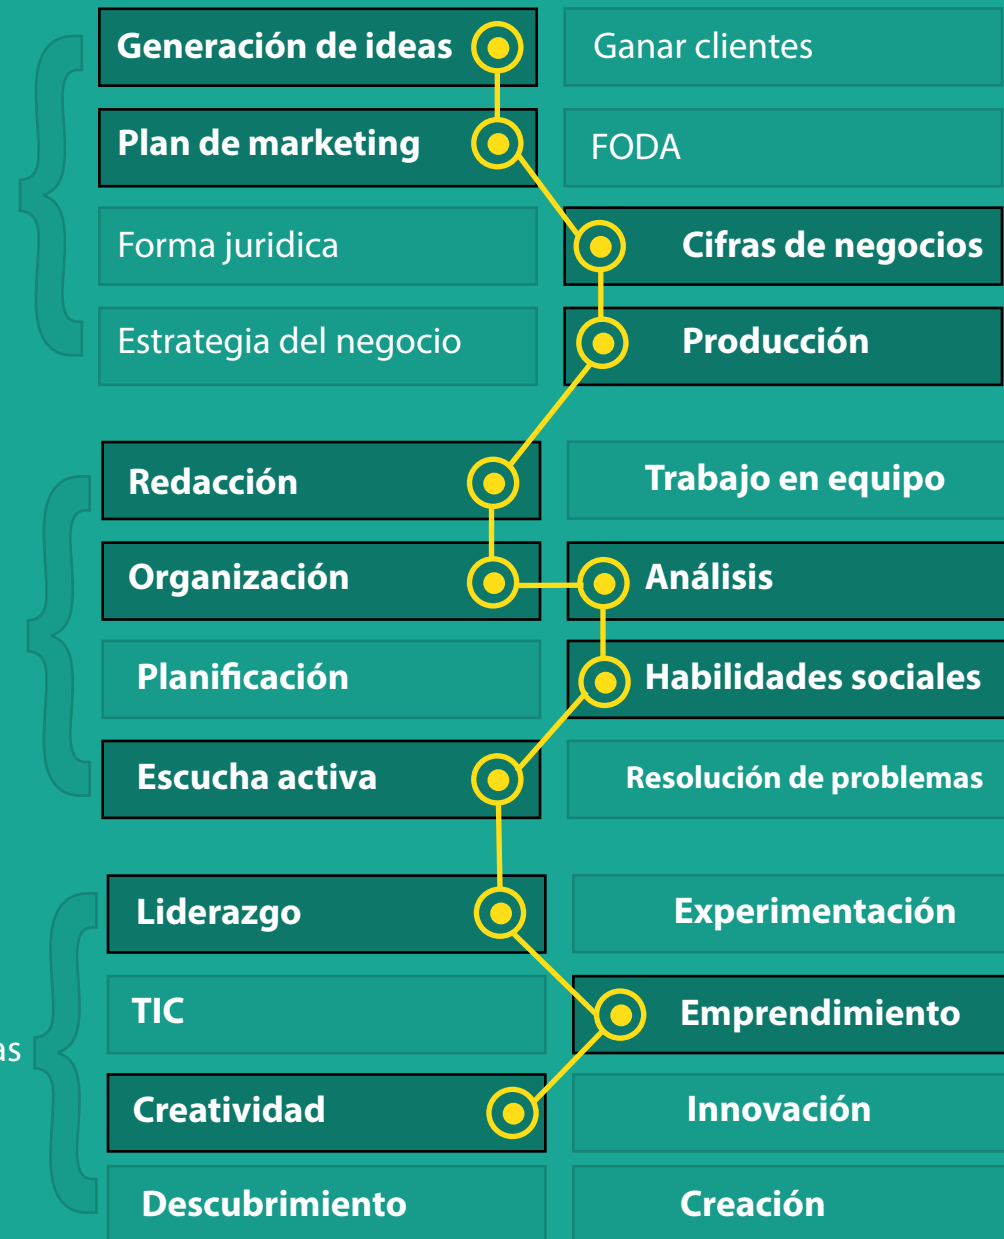 Generación de ideas
Ganar clientes
Plan de marketing
FODA
Forma juridica
Cifras de negocios
Estrategia del negocio
Producción
Redacción
Trabajo en equipo
Organización
Análisis
Planificación
Habilidades sociales
Escucha activa
Resolución de problemas
Liderazgo
Experimentación
TIC
Emprendimiento
as
Creatividad
Innovación
Descubrimiento
Creación